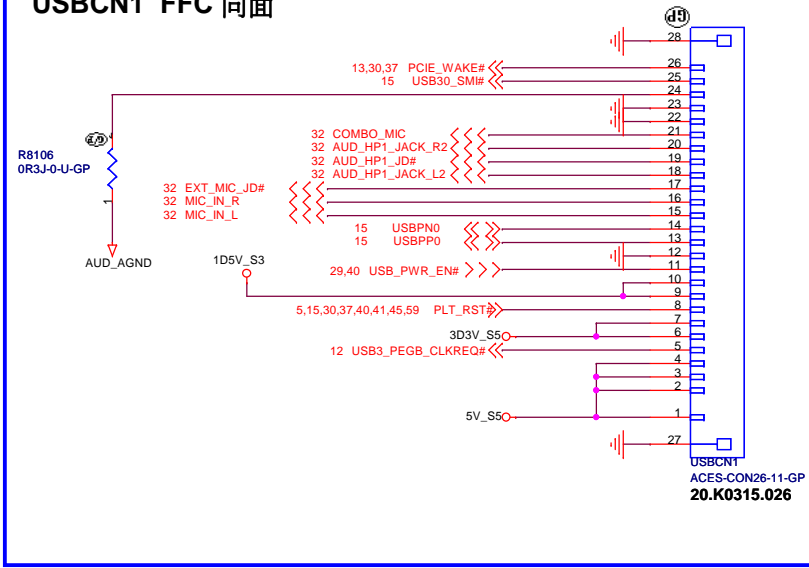 USBCN1 FFC 同面
GP
28
13,30,37 PCIE_WAKE#
26
15 USB30_SMI#
25
24
23
22
32 COMBO_MIC
21
32 AUD_HP1_JACK_R2
20
32 AUD_HP1_JD#
19
32 AUD_HP1_JACK_L2
18
32 EXT_MIC_JD#
17
32 MIC_IN_R
16
32 MIC_IN_L
15
15 USBPN0
14
15 USBPP0
13
12
29,40 USB_PWR_EN#
11
10
9
5,15,30,37,40,41,45,59 PLT_RST#
8
7
3D3V_S5
6
12 USB3_PEGB_CLKREQ#
5
4
3
2
5V_S5
1
27
R8106
0R3J-0-U-GP
1
AUD_AGND
1D5V_S3
USBCN1
ACES-CON26-11-GP
20.K0315.026